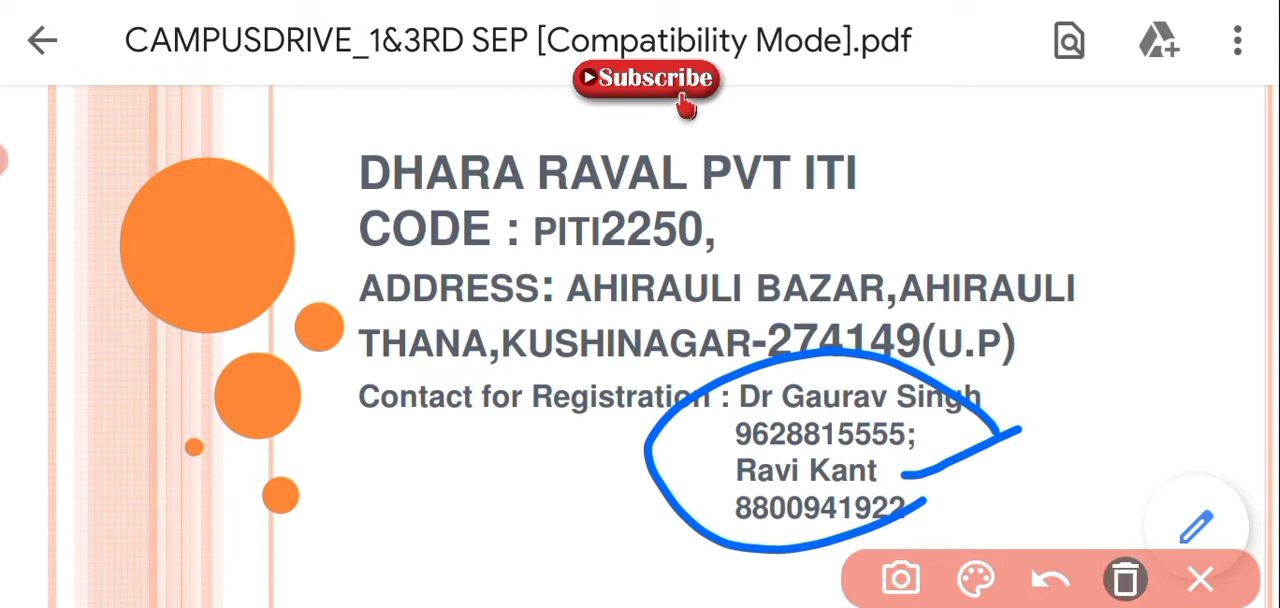 CAMPUSDRIVE_1&3RD SEP [Compatibility Mode].pdf
Subscribe
DHARA RAVAL PVT ITI
CODE : PITI2250,
ADDRESS: AHIRAULI BAZAR,AHIRAULI
THANA,KUSHINAGAR-274149(U.P)
Contact for Registration : Dr Gaurav Singh
9628815555;
Ravi Kant
8800941922